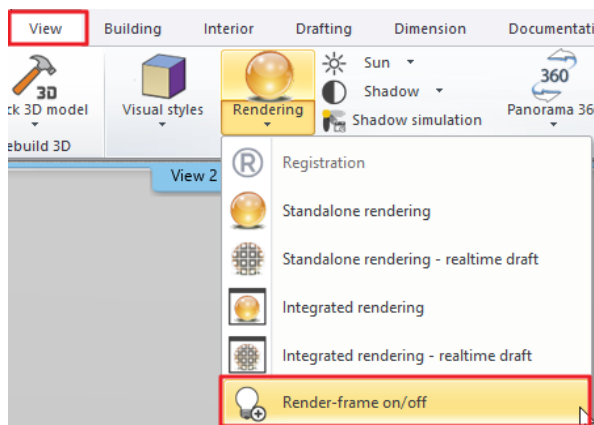 View Building Interior Drafting Dimension Documentati
3D
ck 3D model
Visual styles
Rendering
Sun
Shadow
Shadow simulation
360
Panorama 36
ebuild 3D
View 2
® Registration
Standalone rendering
Standalone rendering - realtime draft
Integrated rendering
Integrated rendering - realtime draft
Render-frame on/off